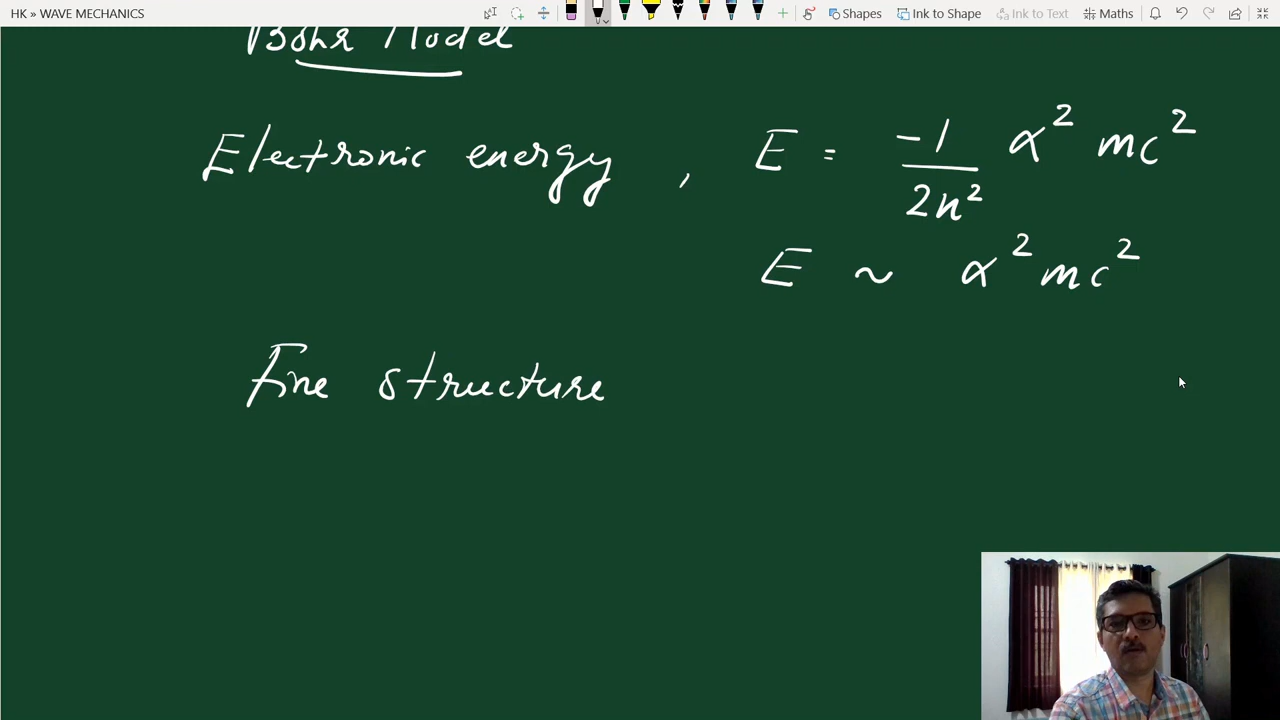 HK » WAVE MECHANICS
Shapes Ink to Shape Ink to Text Maths
Bohr Model
Electronic energy , E = -1/2n² α² mc²
E ~ α² mc²
Fine structure